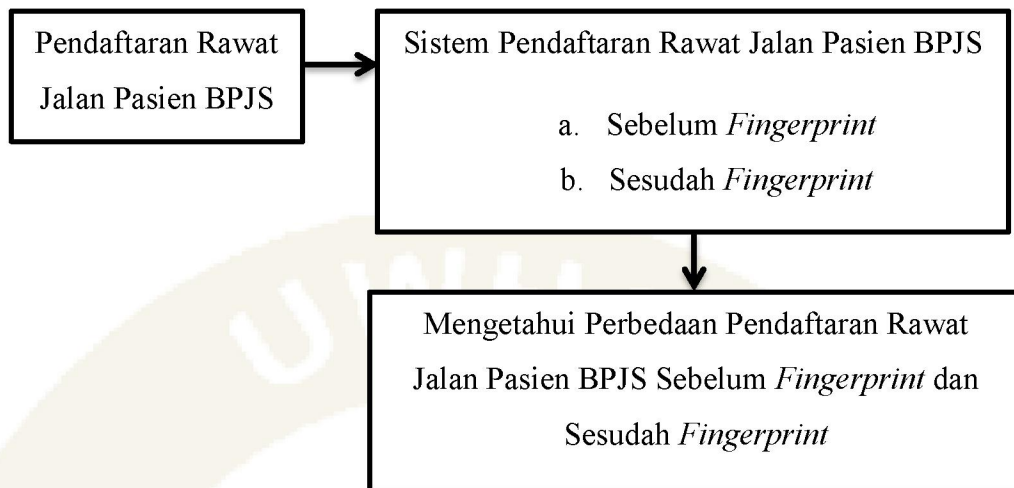 Pendaftaran Rawat
Jalan Pasien BPJS
Sistem Pendaftaran Rawat Jalan Pasien BPJS
a. Sebelum Fingerprint
b. Sesudah Fingerprint
Mengetahui Perbedaan Pendaftaran Rawat
Jalan Pasien BPJS Sebelum Fingerprint dan
Sesudah Fingerprint